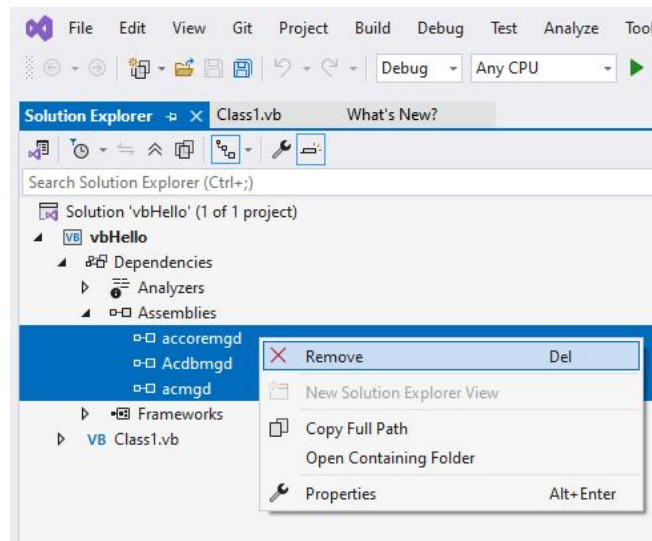 File Edit View Git Project Build Debug Test Analyze
Debug Any CPU
Solution Explorer Class1.vb What's New?
Search Solution Explorer (Ctrl+;)
Solution 'vbHello' (1 of 1 project)
VB vbHello
Dependencies
Analyzers
Assemblies
accoremgd
Acdbmgd
acmgd
Frameworks
VB Class1.vb
Remove Del
New Solution Explorer View
Copy Full Path
Open Containing Folder
Properties Alt+Enter